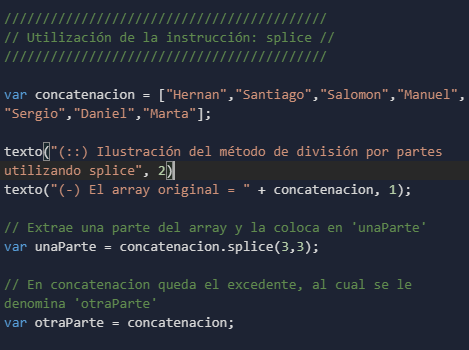 //////////////////////////////////////////
// Utilización de la instrucción: splice //
//////////////////////////////////////////
var concatenacion = ["Hernan","Santiago","Salomon","Manuel",
"Sergio","Daniel","Marta"];
texto("(::) Ilustración del método de división por partes
utilizando splice", 2)
texto("(-) El array original = " + concatenacion, 1);
// Extrae una parte del array y la coloca en 'unaParte'
var unaParte = concatenacion.splice(3,3);
// En concatenacion queda el excedente, al cual se le
denomina 'otraParte'
var otraParte = concatenacion;